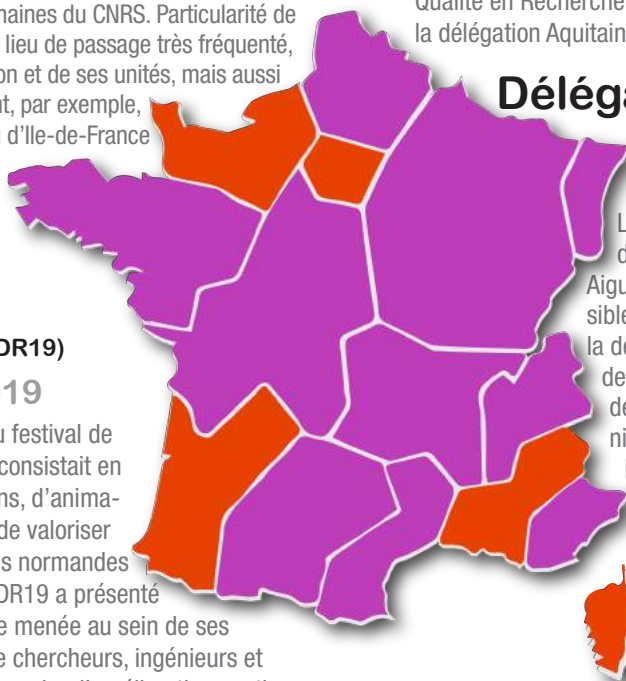 maines du CNRS. Particularité de
lieu de passage très fréquenté,
on et de ses unités, mais aussi
nt, par exemple,
d'Ile-de-France
DR19)
019
u festival de
consistait en
ns, d'anima-
de valoriser
s normandes
DR19 a présenté
e menée au sein de ses
e chercheurs, ingénieurs et
Qualité en Recherche
la délégation Aquitain
Déléga
L
d
Aigu
sible
la de
de
de
ni